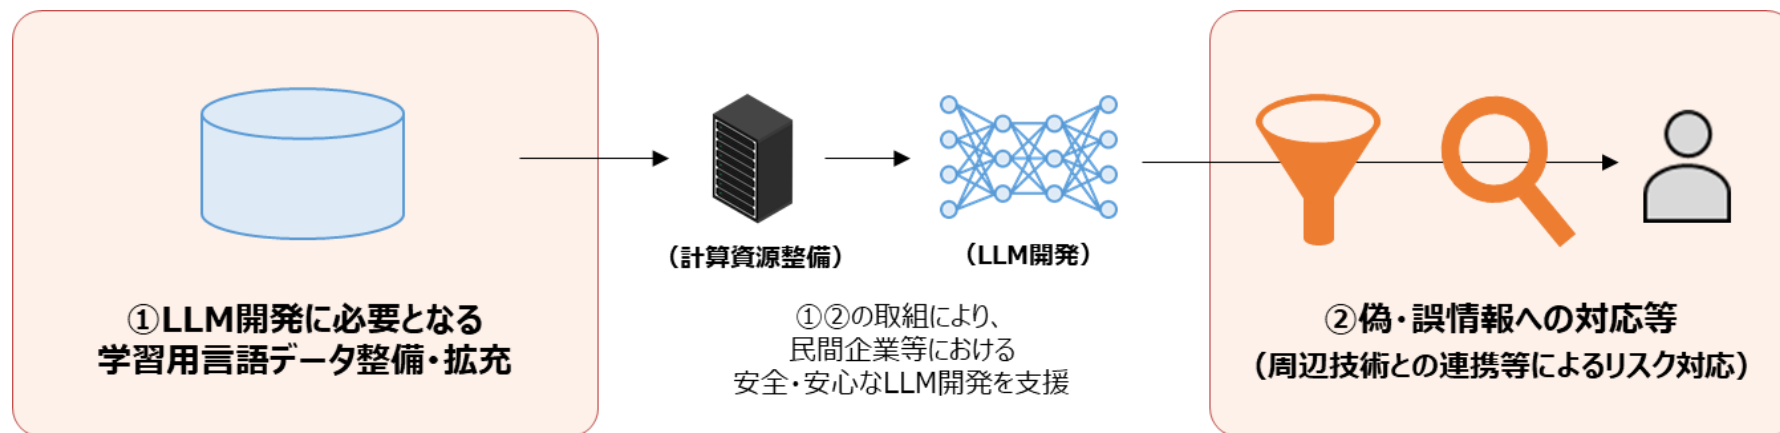 ①LLM開発に必要となる
学習用言語データ整備・拡充
（計算資源整備）
（LLM開発）
①②の取組により、
民間企業等における
安全・安心なLLM開発を支援
②偽・誤情報への対応等
（周辺技術との連携等によるリスク対応）